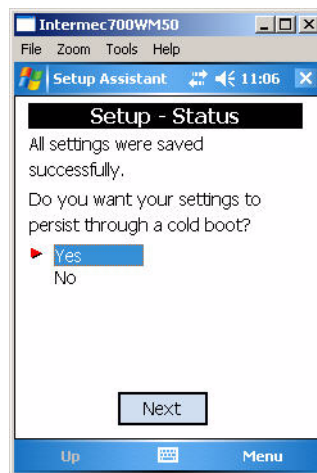 Intermec700WM50
File Zoom Tools Help
Setup Assistant 11:06
Setup - Status
All settings were saved
successfully.
Do you want your settings to
persist through a cold boot?
Yes
No
Next
Up Menu